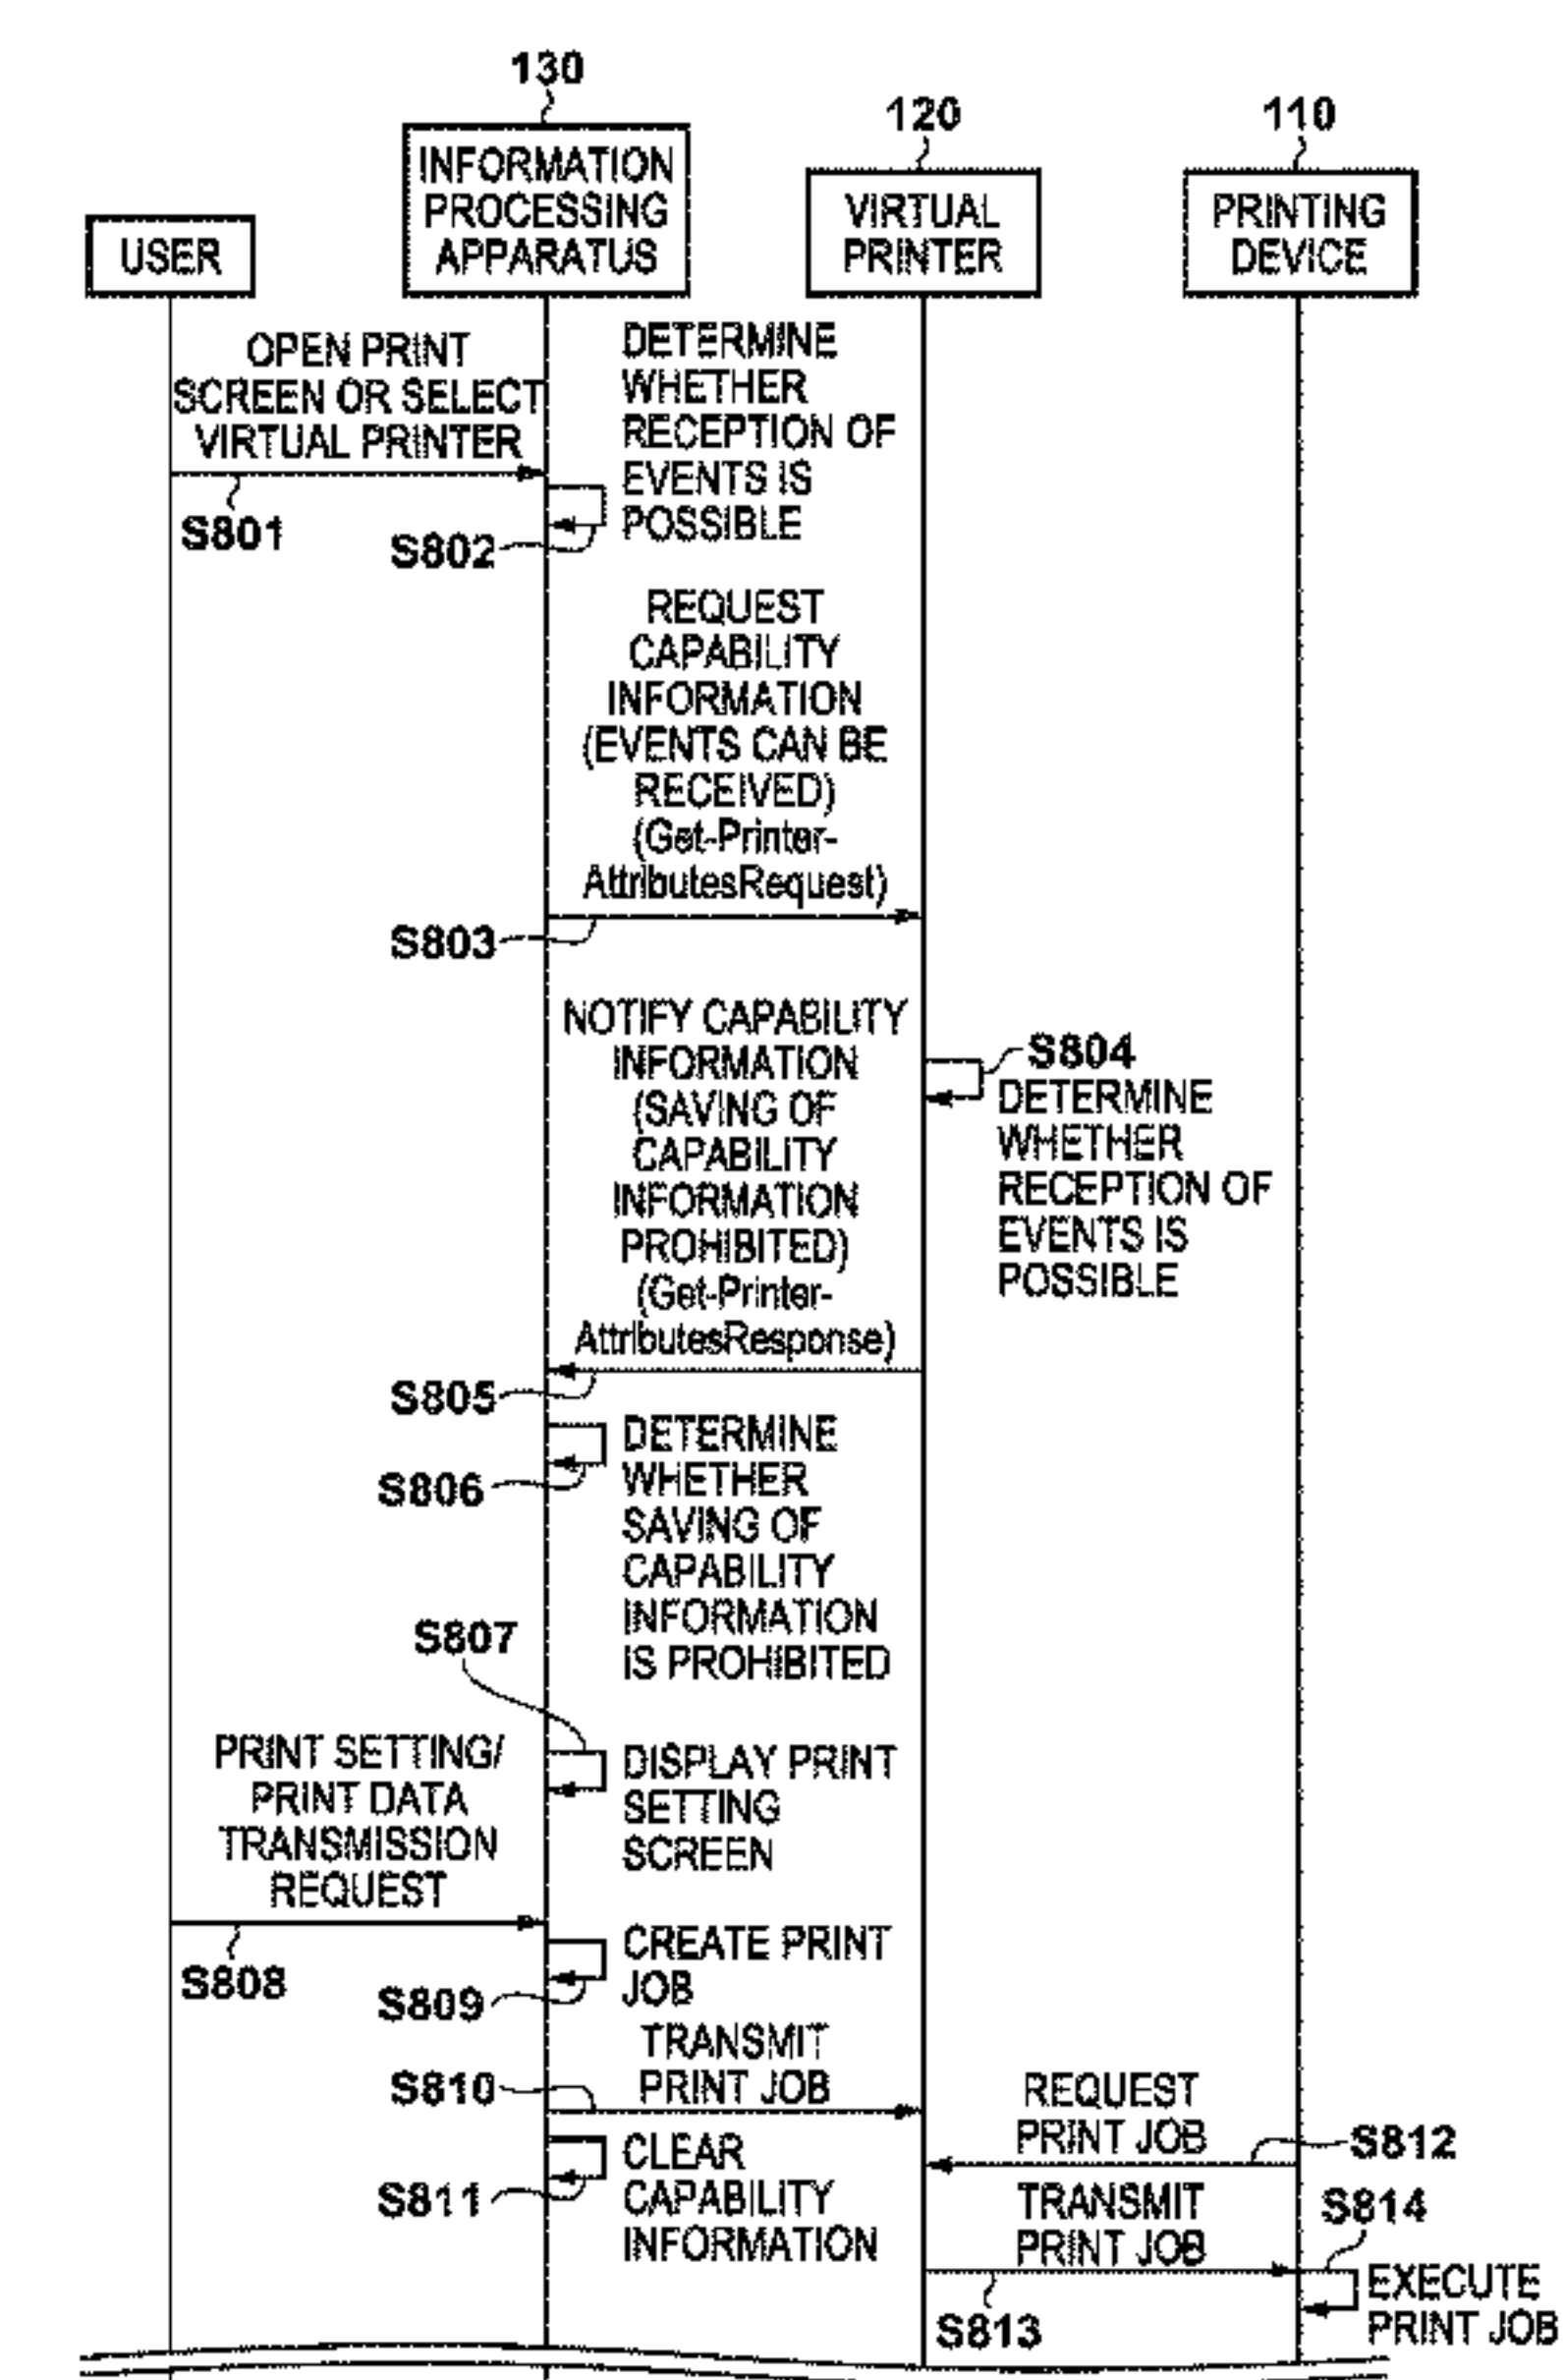 130
120
110
INFORMATION
PROCESSING
APPARATUS
VIRTUAL
PRINTER
PRINTING
DEVICE
USER
OPEN PRINT
SCREEN OR SELECT
VIRTUAL PRINTER
S801
DETERMINE
WHETHER
RECEPTION OF
EVENTS IS
POSSIBLE
S802
REQUEST
CAPABILITY
INFORMATION
(EVENTS CAN BE
RECEIVED)
(Get-Printer-
AttributesRequest)
S803
NOTIFY CAPABILITY
INFORMATION
(SAVING OF
CAPABILITY
INFORMATION
PROHIBITED)
(Get-Printer-
AttributesResponse)
S804
DETERMINE
WHETHER
RECEPTION OF
EVENTS IS
POSSIBLE
S805
DETERMINE
WHETHER
SAVING OF
CAPABILITY
INFORMATION
IS PROHIBITED
S806
S807
DISPLAY PRINT
SETTING
SCREEN
PRINT SETTING/
PRINT DATA
TRANSMISSION
REQUEST
S808
CREATE PRINT
JOB
S809
TRANSMIT
PRINT JOB
S810
CLEAR
CAPABILITY
INFORMATION
S811
REQUEST
PRINT JOB
S812
TRANSMIT
PRINT JOB
S813
S814
EXECUTE
PRINT JOB